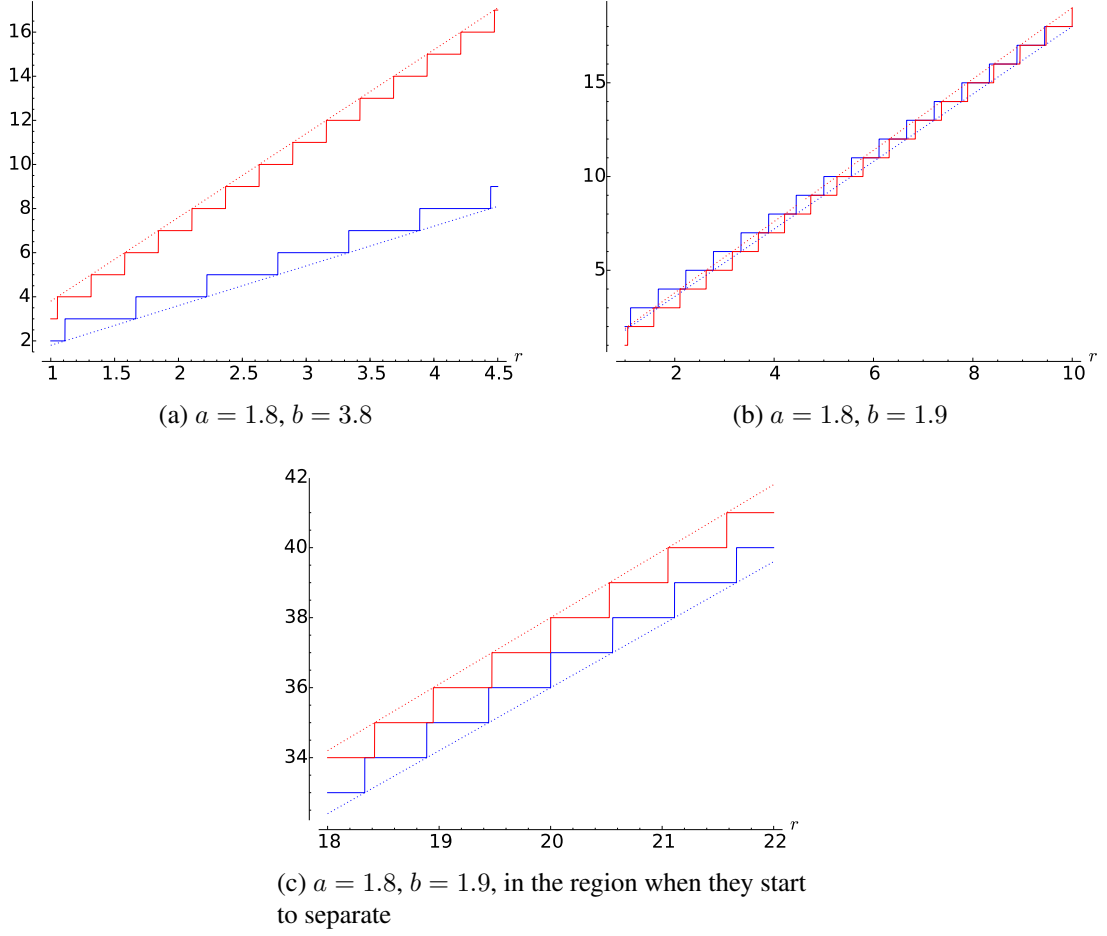 16
14
12
10
8
6
4
2
1 1.5 2 2.5 3 3.5 4 4.5
r
(a) a = 1.8, b = 3.8
15
10
5
2 4 6 8 10
r
(b) a = 1.8, b = 1.9
42
40
38
36
34
18 19 20 21 22
r
(c) a = 1.8, b = 1.9, in the region when they start
to separate